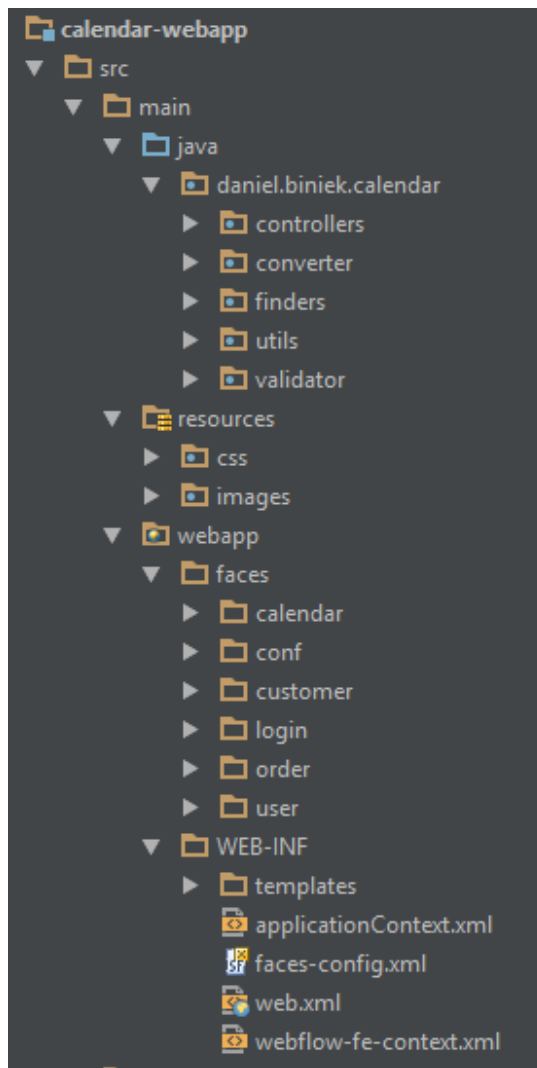 calendar-webapp
src
main
java
daniel.biniek.calendar
controllers
converter
finders
utils
validator
resources
css
images
webapp
faces
calendar
conf
customer
login
order
user
WEB-INF
templates
applicationContext.xml
faces-config.xml
web.xml
webflow-fe-context.xml